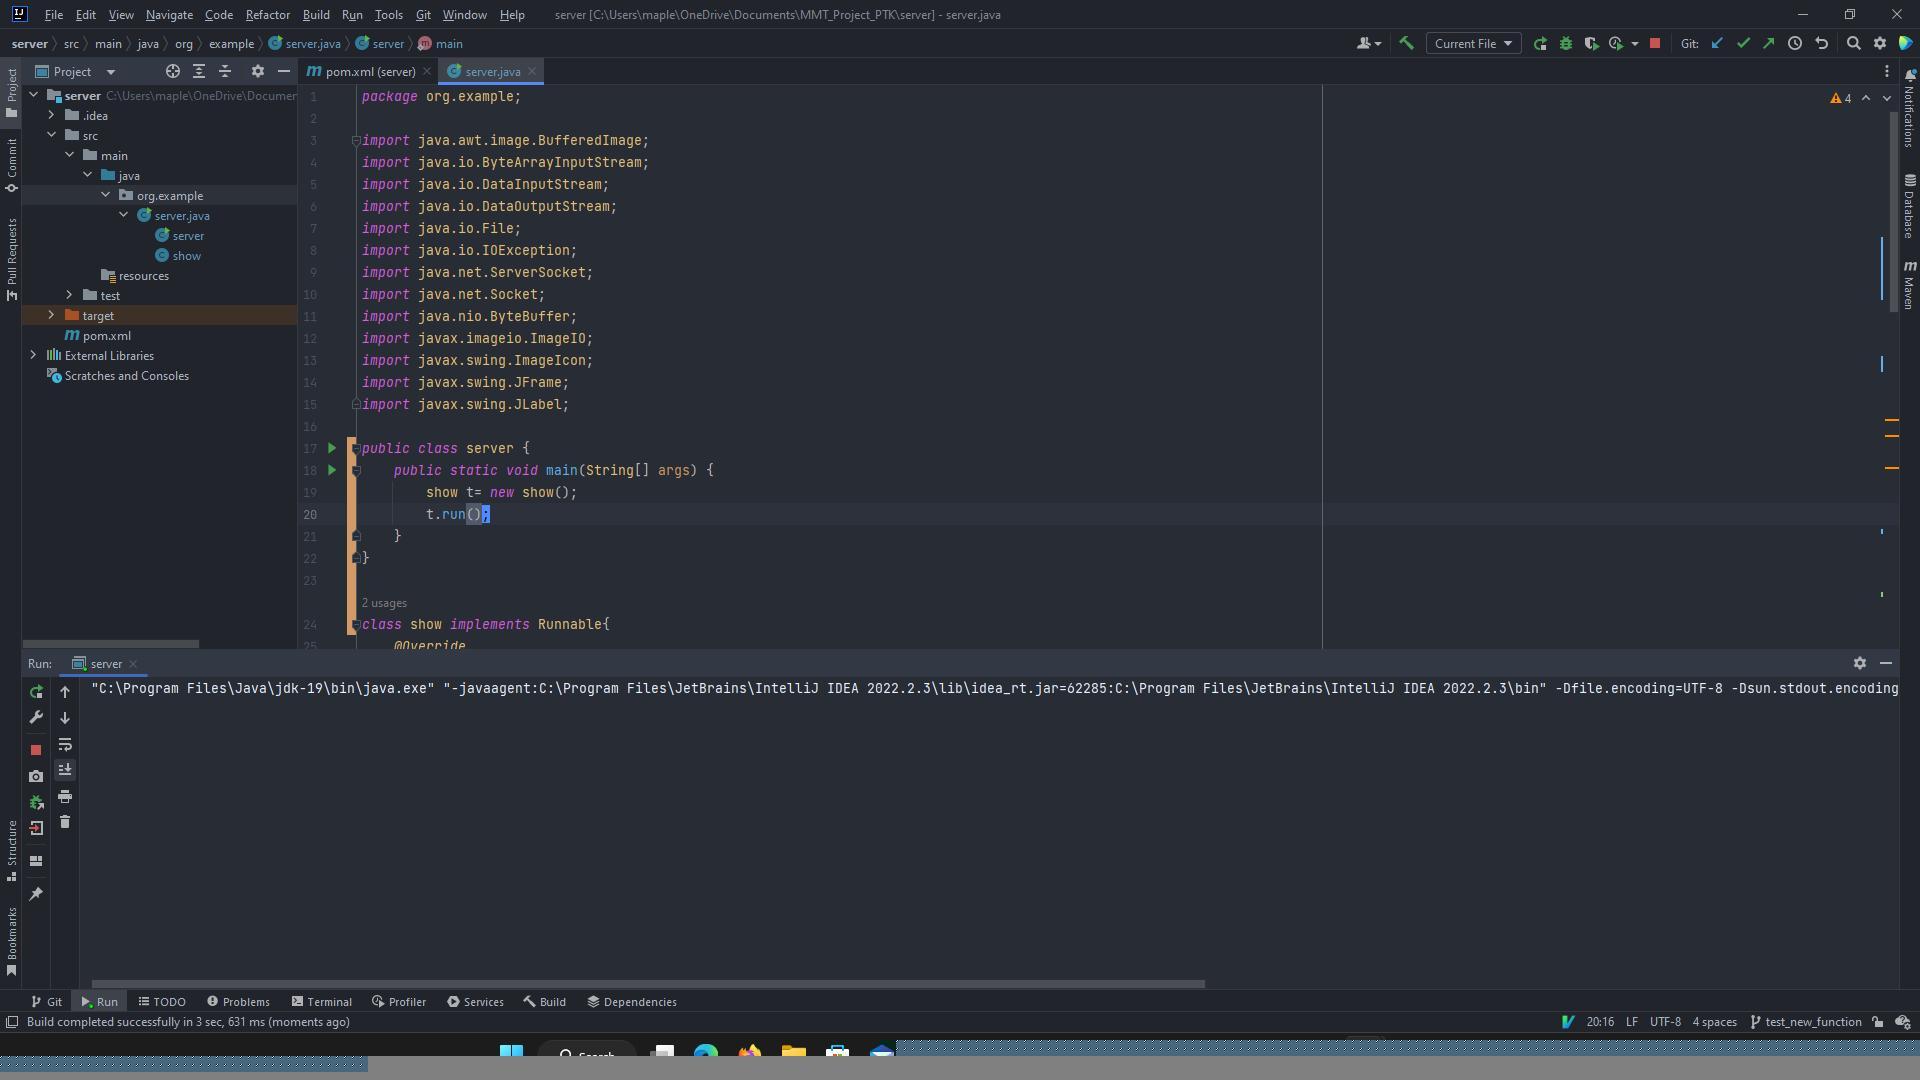 File Edit View Navigate Code Refactor Build Run Tools Git Window Help server [C:\Users\maple\OneDrive\Documents\MMT_Project_PTK\server] - server.java
server src main java org example server.java server main Current File Git:
Project
pom.xml (server) server.java
Project
Commit
Pull Requests
Structure
Bookmarks
server C:\Users\maple\OneDrive\Documen
.idea
src
main
java
org.example
server.java
server
show
resources
test
target
pom.xml
External Libraries
Scratches and Consoles
4
1 package org.example;
2
3 import java.awt.image.BufferedImage;
4 import java.io.ByteArrayInputStream;
5 import java.io.DataInputStream;
6 import java.io.DataOutputStream;
7 import java.io.File;
8 import java.io.IOException;
9 import java.net.ServerSocket;
10 import java.net.Socket;
11 import java.nio.ByteBuffer;
12 import javax.imageio.ImageIO;
13 import javax.swing.ImageIcon;
14 import javax.swing.JFrame;
15 import javax.swing.JLabel;
16
17 public class server {
18 public static void main(String[] args) {
19 show t= new show();
20 t.run();
21 }
22 }
23
2 usages
24 class show implements Runnable{
25 @Override
Notifications
Database
Maven
Run: server
"C:\Program Files\Java\jdk-19\bin\java.exe" "-javaagent:C:\Program Files\JetBrains\IntelliJ IDEA 2022.2.3\lib\idea_rt.jar=62285:C:\Program Files\JetBrains\IntelliJ IDEA 2022.2.3\bin" -Dfile.encoding=UTF-8 -Dsun.stdout.encoding
Git Run TODO Problems Terminal Profiler Services Build Dependencies
Build completed successfully in 3 sec, 631 ms (moments ago) 20:16 LF UTF-8 4 spaces test_new_function
Search